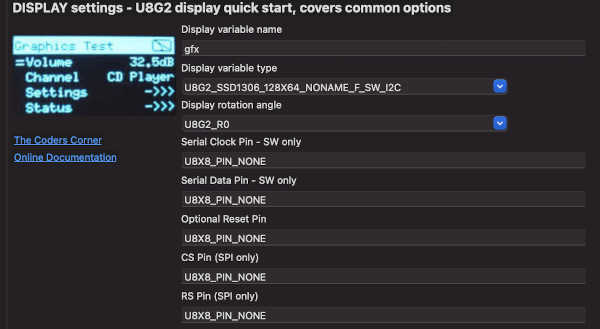 DISPLAY settings - U8G2 display quick start, covers common options
Graphics Test
=Volume 32.5dB
Channel CD Player
Settings ->>>
Status ->>>
The Coders Corner
Online Documentation
Display variable name
gfx
Display variable type
U8G2_SSD1306_128X64_NONAME_F_SW_I2C
Display rotation angle
U8G2_R0
Serial Clock Pin - SW only
U8X8_PIN_NONE
Serial Data Pin - SW only
U8X8_PIN_NONE
Optional Reset Pin
U8X8_PIN_NONE
CS Pin (SPI only)
U8X8_PIN_NONE
RS Pin (SPI only)
U8X8_PIN_NONE